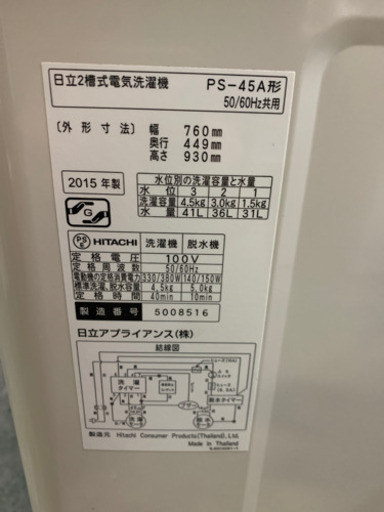 日立2槽式電気洗濯機 PS-45A形
50/60Hz共用
[外形寸法] 幅 760mm
奥行 449mm
高さ 930mm
2015年製 水位別の洗濯容量と水量
水位 3 2 1
洗濯容量 4.5kg 3.0kg 1.5kg
水量 41L 36L 31L
G
PS E HITACHI 洗濯機 脱水機
定格電圧 100V
定格周波数 50/60Hz
電動機の定格消費電力 330/380W 140/150W
標準洗濯、脱水容量 4.5kg 5.0kg
定格時間 40min 10min
製造番号 5008516
日立アプライアンス(株)
結線図
洗濯タイマー
ブザー
脱水タイマー
製造元 Hitachi Consumer Products(Thailand),Ltd.
Made in Thailand